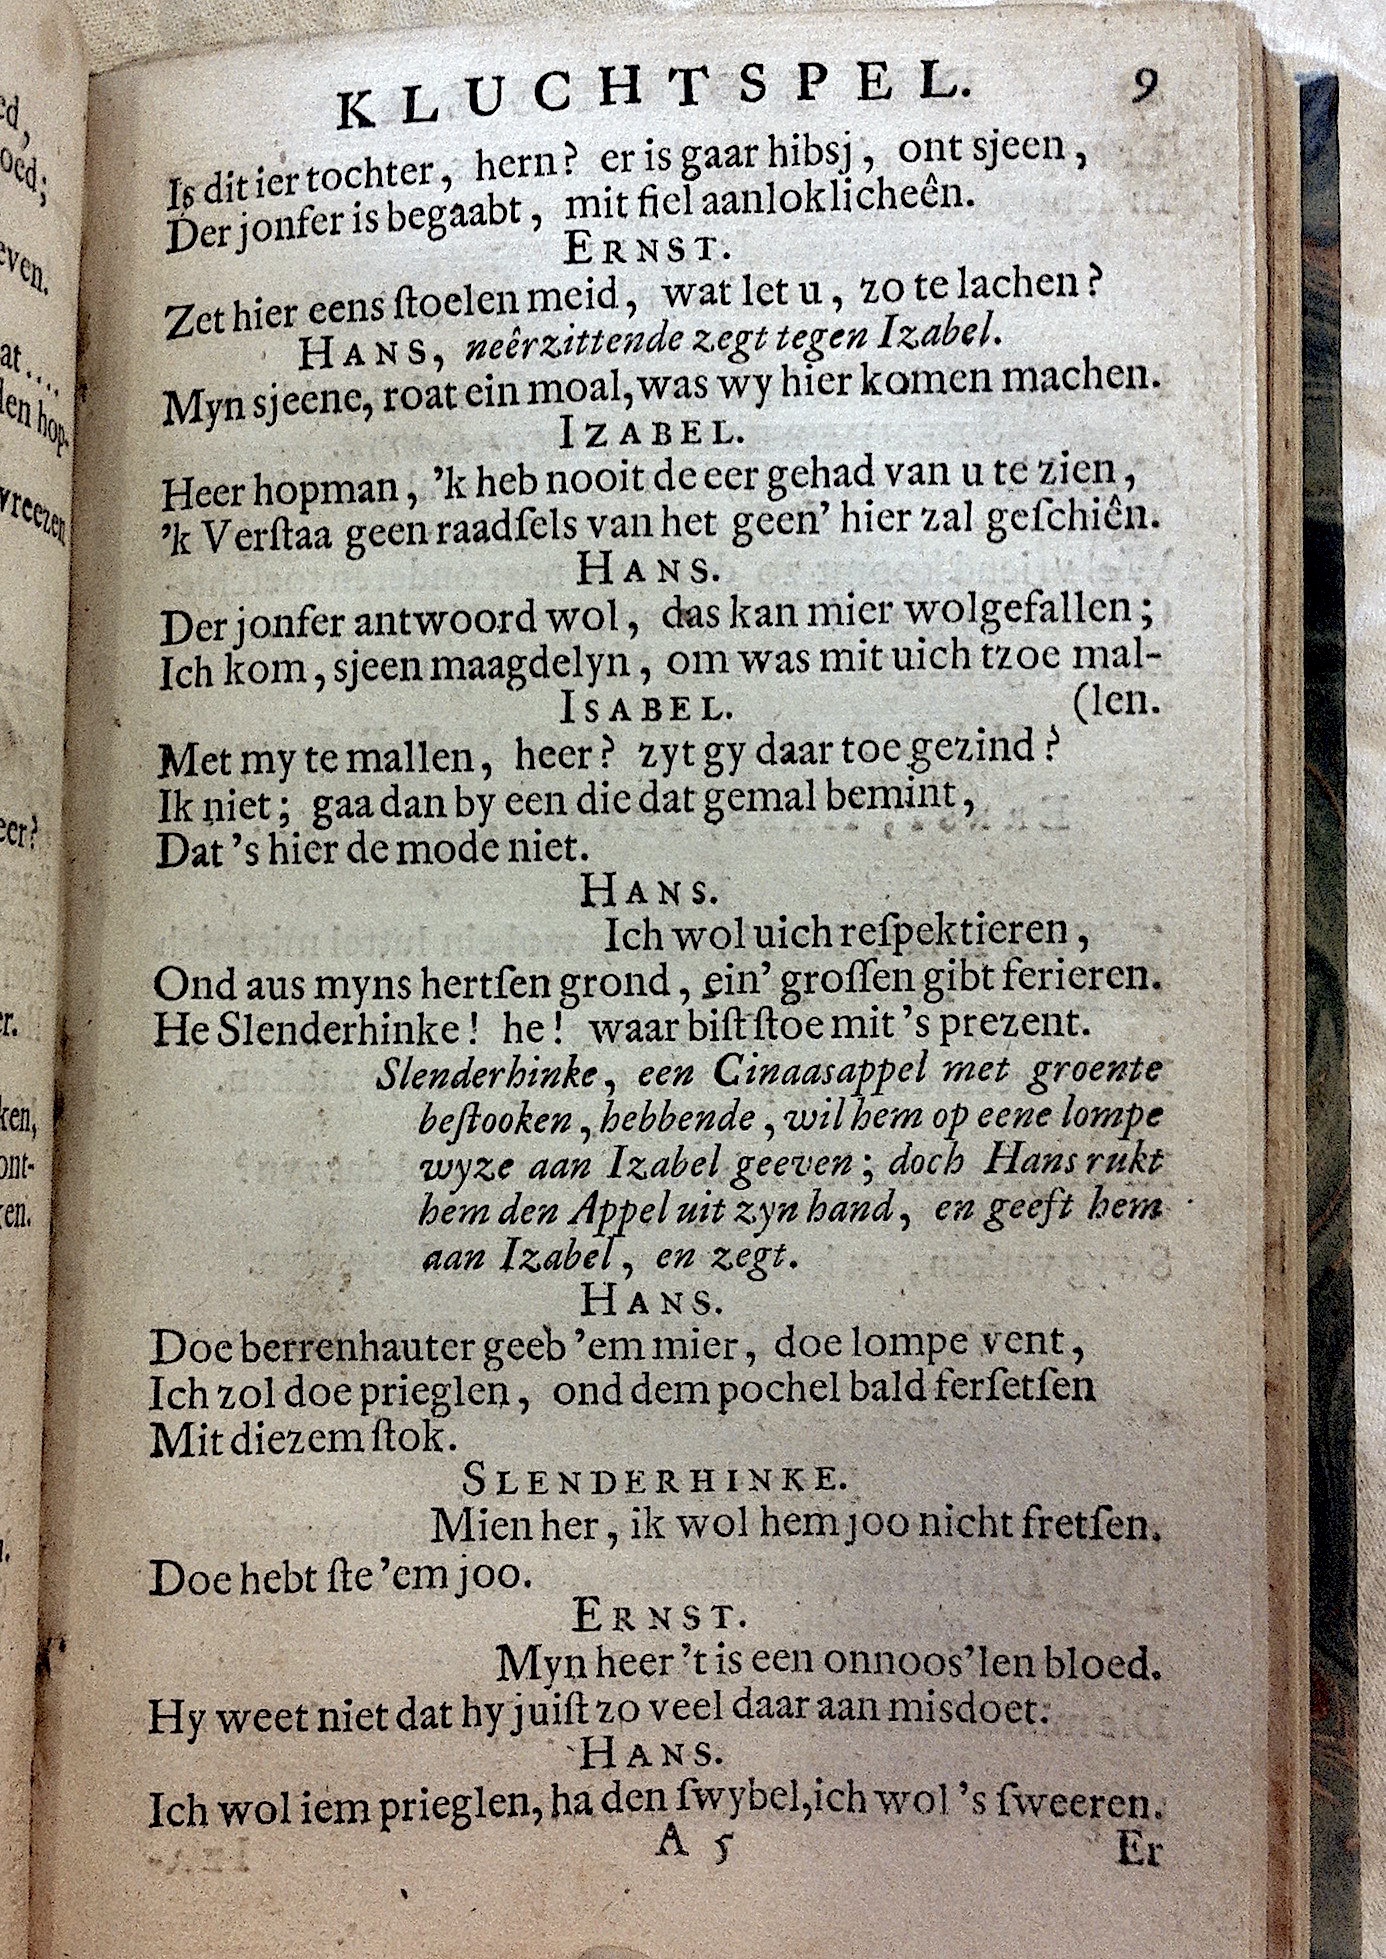 KLUCHTSPEL. 9
Is dit ier tochter, hern? er is gaar hibsj, ont sjeen,
Der jonfer is begaabt, mit fiel aanloklicheên.
ERNST.
Zet hier eens ſtoelen meid, wat let u, zo te lachen?
HANS, neêrzittende zegt tegen Izabel.
Myn sjeene, roat ein moal, was wy hier komen machen.
IZABEL.
Heer hopman, 'k heb nooit de eer gehad van u te zien,
'k Verſtaa geen raadſels van het geen' hier zal geſchiên.
HANS.
Der jonfer antwoord wol, das kan mier wolgefallen;
Ich kom, sjeen maagdelyn, om was mit uich tzoe mal-
ISABEL. (len.
Met my te mallen, heer? zyt gy daar toe gezind?
Ik niet; gaa dan by een die dat gemal bemint,
Dat 's hier de mode niet.
HANS.
Ich wol uich reſpektieren,
Ond aus myns hertſen grond, ein' groſſen gibt ferieren.
He Slenderhinke! he! waar biſt ſtoe mit 's prezent.
Slenderhinke, een Cinaasappel met groente
beſtooken, hebbende, wil hem op eene lompe
wyze aan Izabel geeven; doch Hans rukt
hem den Appel uit zyn hand, en geeft hem
aan Izabel, en zegt.
HANS.
Doe berrenhauter geeb 'em mier, doe lompe vent,
Ich zol doe prieglen, ond dem pochel bald ferſetſen
Mit diezem ſtok.
SLENDERHINKE.
Mien her, ik wol hem joo nicht fretſen.
Doe hebt ſte 'em joo.
ERNST.
Myn heer 't is een onnoos'len bloed.
Hy weet niet dat hy juiſt zo veel daar aan misdoet.
HANS.
Ich wol iem prieglen, ha den ſwybel, ich wol 's ſweeren.
A 5 Er